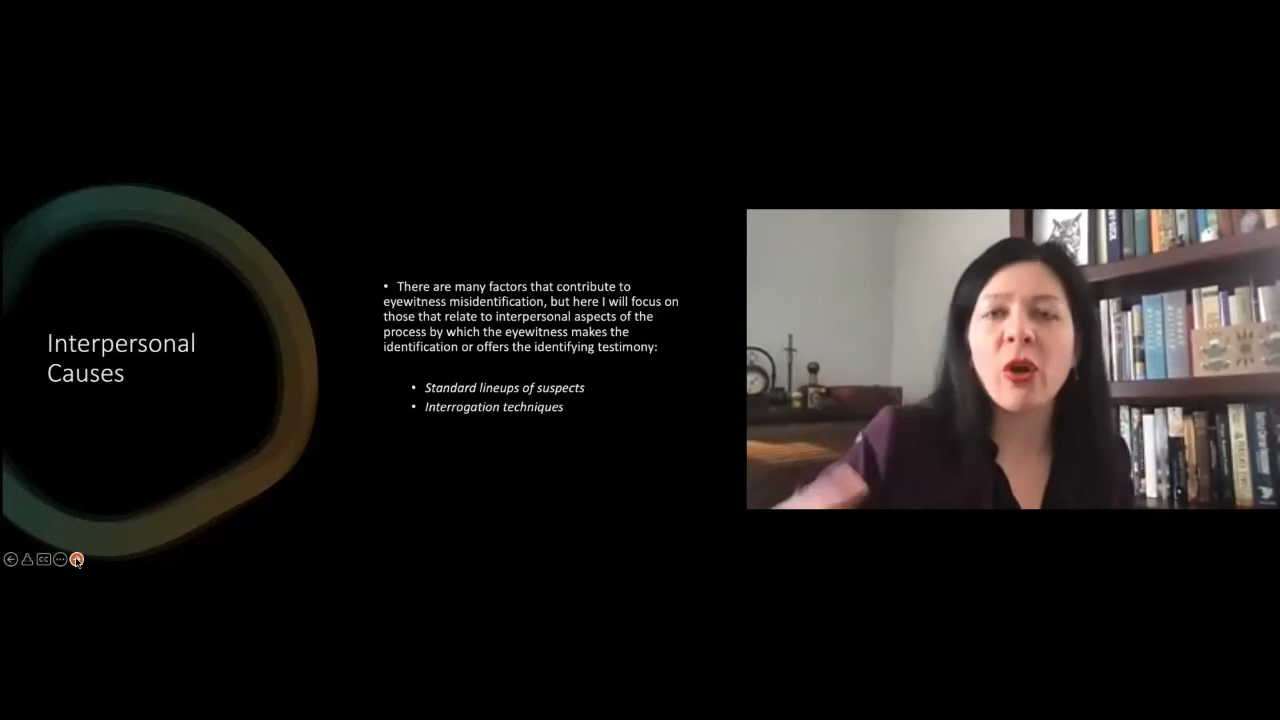 Interpersonal
Causes
• There are many factors that contribute to
eyewitness misidentification, but here I will focus on
those that relate to interpersonal aspects of the
process by which the eyewitness makes the
identification or offers the identifying testimony:
• Standard lineups of suspects
• Interrogation techniques
CC